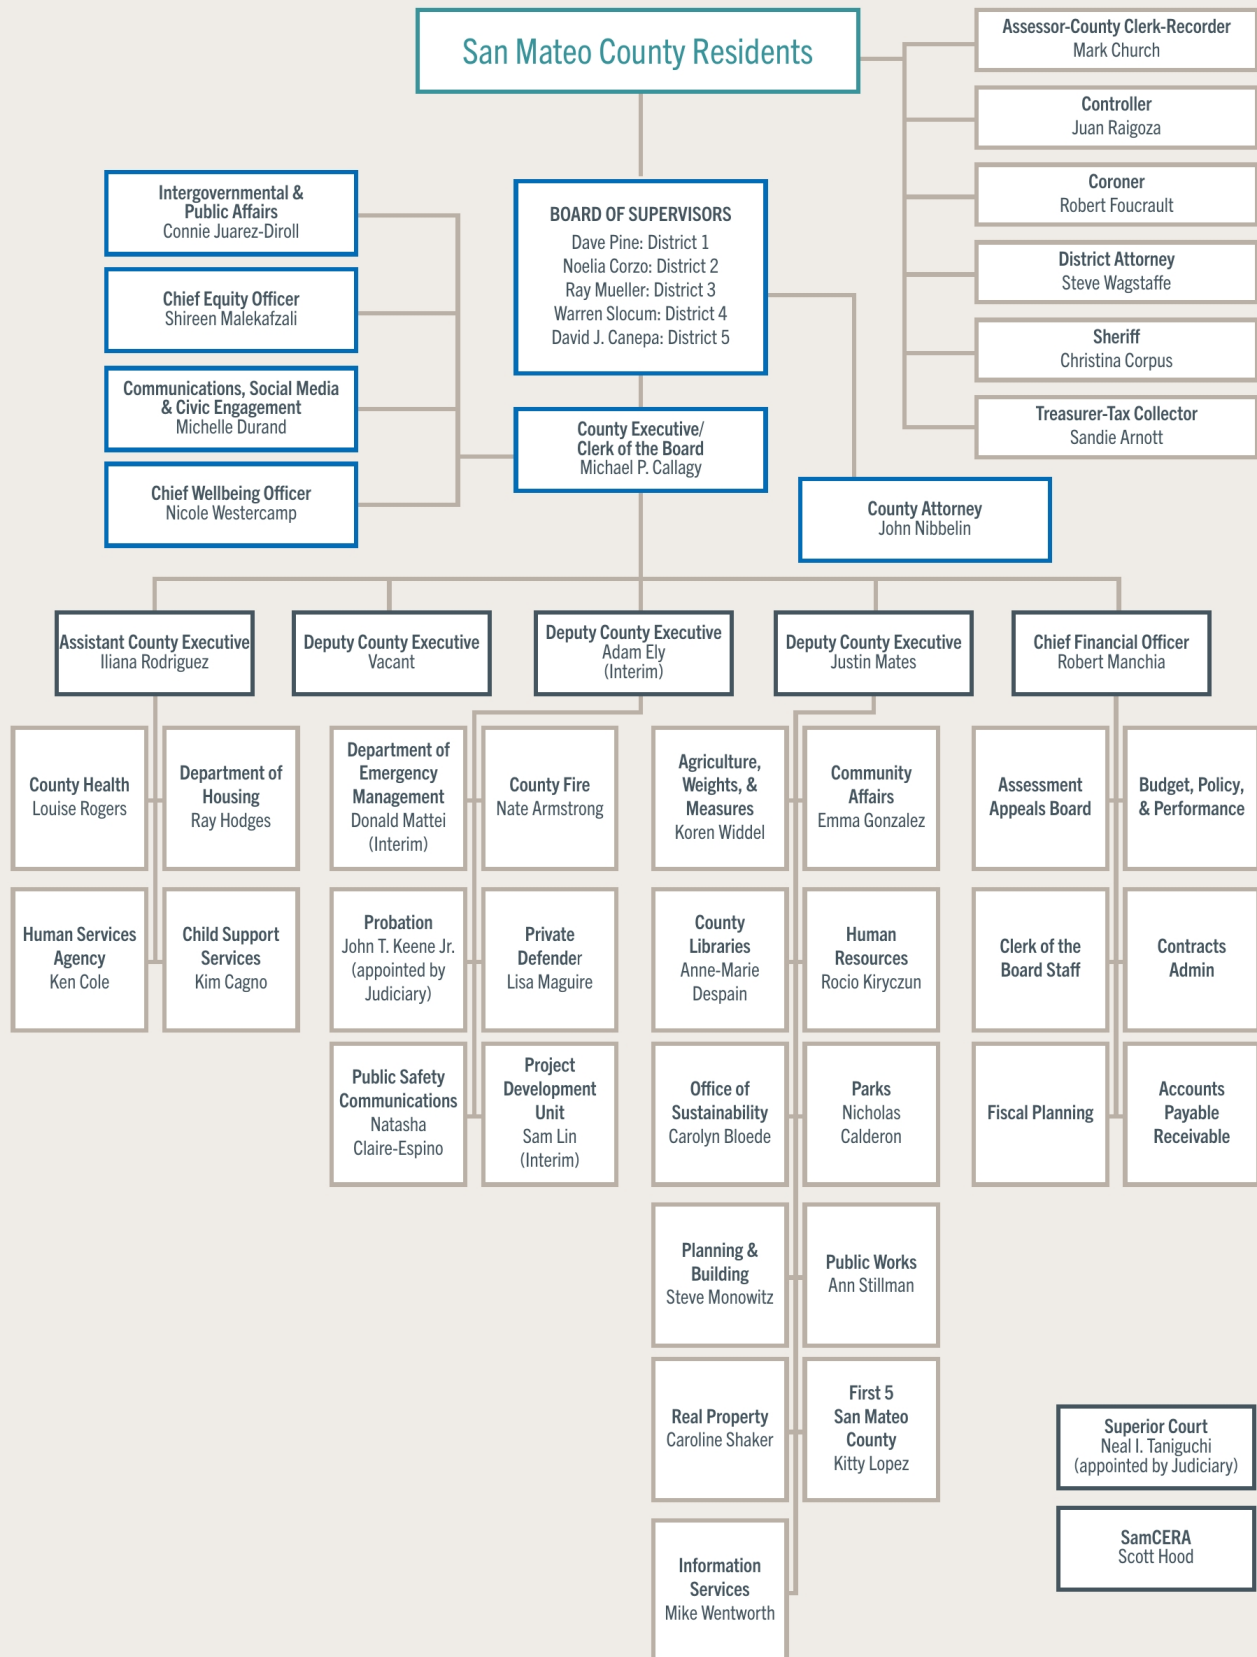 San Mateo County Residents
Assessor-County Clerk-Recorder
Mark Church
Controller
Juan Raigoza
Coroner
Robert Foucrault
District Attorney
Steve Wagstaffe
Sheriff
Christina Corpus
Treasurer-Tax Collector
Sandie Arnott
Intergovernmental &
Public Affairs
Connie Juarez-Diroll
Chief Equity Officer
Shireen Malekafzali
Communications, Social Media
& Civic Engagement
Michelle Durand
Chief Wellbeing Officer
Nicole Westercamp
BOARD OF SUPERVISORS
Dave Pine: District 1
Noelia Corzo: District 2
Ray Mueller: District 3
Warren Slocum: District 4
David J. Canepa: District 5
County Executive/
Clerk of the Board
Michael P. Callagy
County Attorney
John Nibbelin
Assistant County Executive
Iliana Rodriguez
Deputy County Executive
Vacant
Deputy County Executive
Adam Ely
(Interim)
Deputy County Executive
Justin Mates
Chief Financial Officer
Robert Manchia
County Health
Louise Rogers
Department of
Housing
Ray Hodges
Human Services
Agency
Ken Cole
Child Support
Services
Kim Cagno
Department of
Emergency
Management
Donald Mattei
(Interim)
County Fire
Nate Armstrong
Probation
John T. Keene Jr.
(appointed by
Judiciary)
Private
Defender
Lisa Maguire
Public Safety
Communications
Natasha
Claire-Espino
Project
Development
Unit
Sam Lin
(Interim)
Agriculture,
Weights, &
Measures
Koren Widdel
Community
Affairs
Emma Gonzalez
County
Libraries
Anne-Marie
Despain
Human
Resources
Rocio Kiryczun
Office of
Sustainability
Carolyn Bloede
Parks
Nicholas
Calderon
Planning &
Building
Steve Monowitz
Public Works
Ann Stillman
Real Property
Caroline Shaker
First 5
San Mateo
County
Kitty Lopez
Information
Services
Mike Wentworth
Assessment
Appeals Board
Budget, Policy,
& Performance
Clerk of the
Board Staff
Contracts
Admin
Fiscal Planning
Accounts
Payable
Receivable
Superior Court
Neal I. Taniguchi
(appointed by Judiciary)
SamCERA
Scott Hood